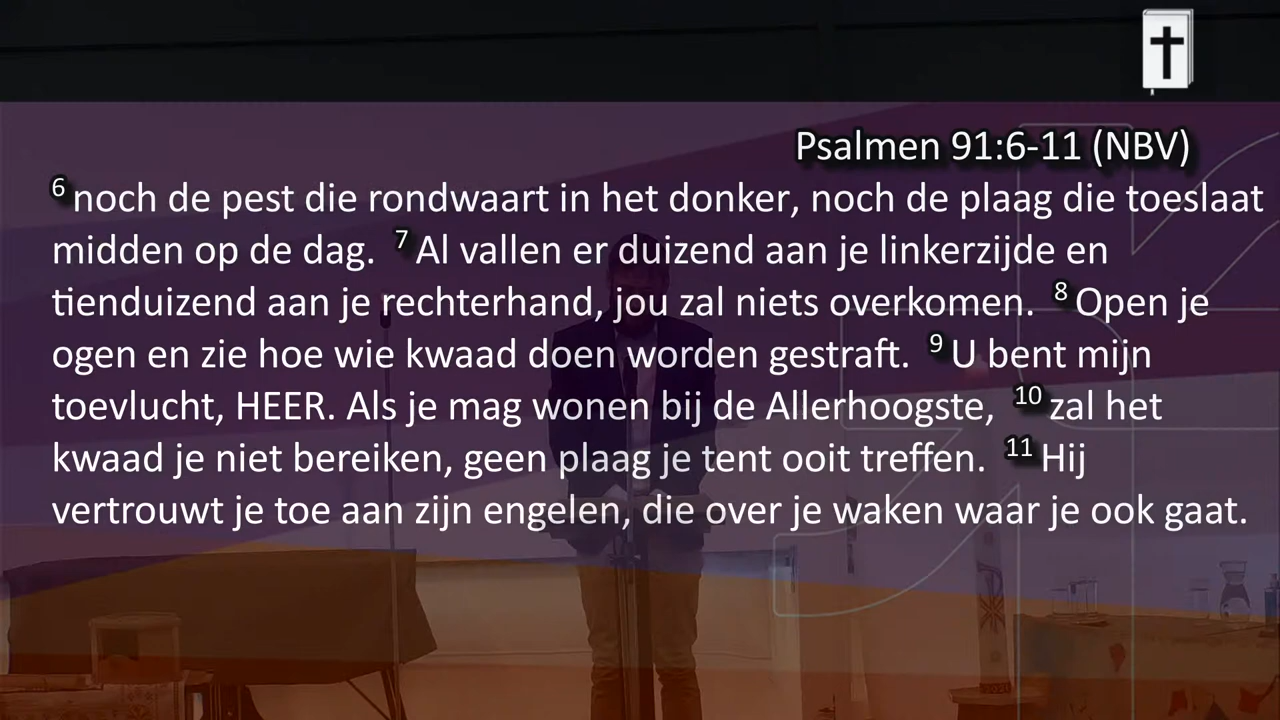 Psalmen 91:6-11 (NBV)
6 noch de pest die rondwaart in het donker, noch de plaag die toeslaat
midden op de dag. 7 Al vallen er duizend aan je linkerzijde en
tienduizend aan je rechterhand, jou zal niets overkomen. 8 Open je
ogen en zie hoe wie kwaad doen worden gestraft. 9 U bent mijn
toevlucht, HEER. Als je mag wonen bij de Allerhoogste, 10 zal het
kwaad je niet bereiken, geen plaag je tent ooit treffen. 11 Hij
vertrouwt je toe aan zijn engelen, die over je waken waar je ook gaat.